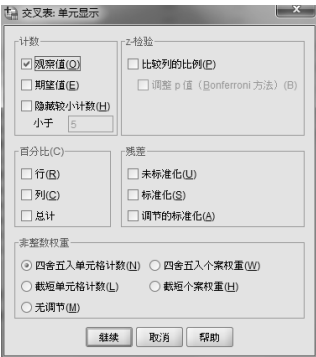 交叉表: 单元显示
计数
观察值(O)
期望值(E)
隐藏较小计数(H)
小于 5
z-检验
比较列的比例(P)
调整 p 值（Bonferroni 方法）(B)
百分比(C)
行(R)
列(C)
总计
残差
未标准化(U)
标准化(S)
调节的标准化(A)
非整数权重
四舍五入单元格计数(N) 四舍五入个案权重(W)
截短单元格计数(L) 截短个案权重(H)
无调节(M)
继续 取消 帮助